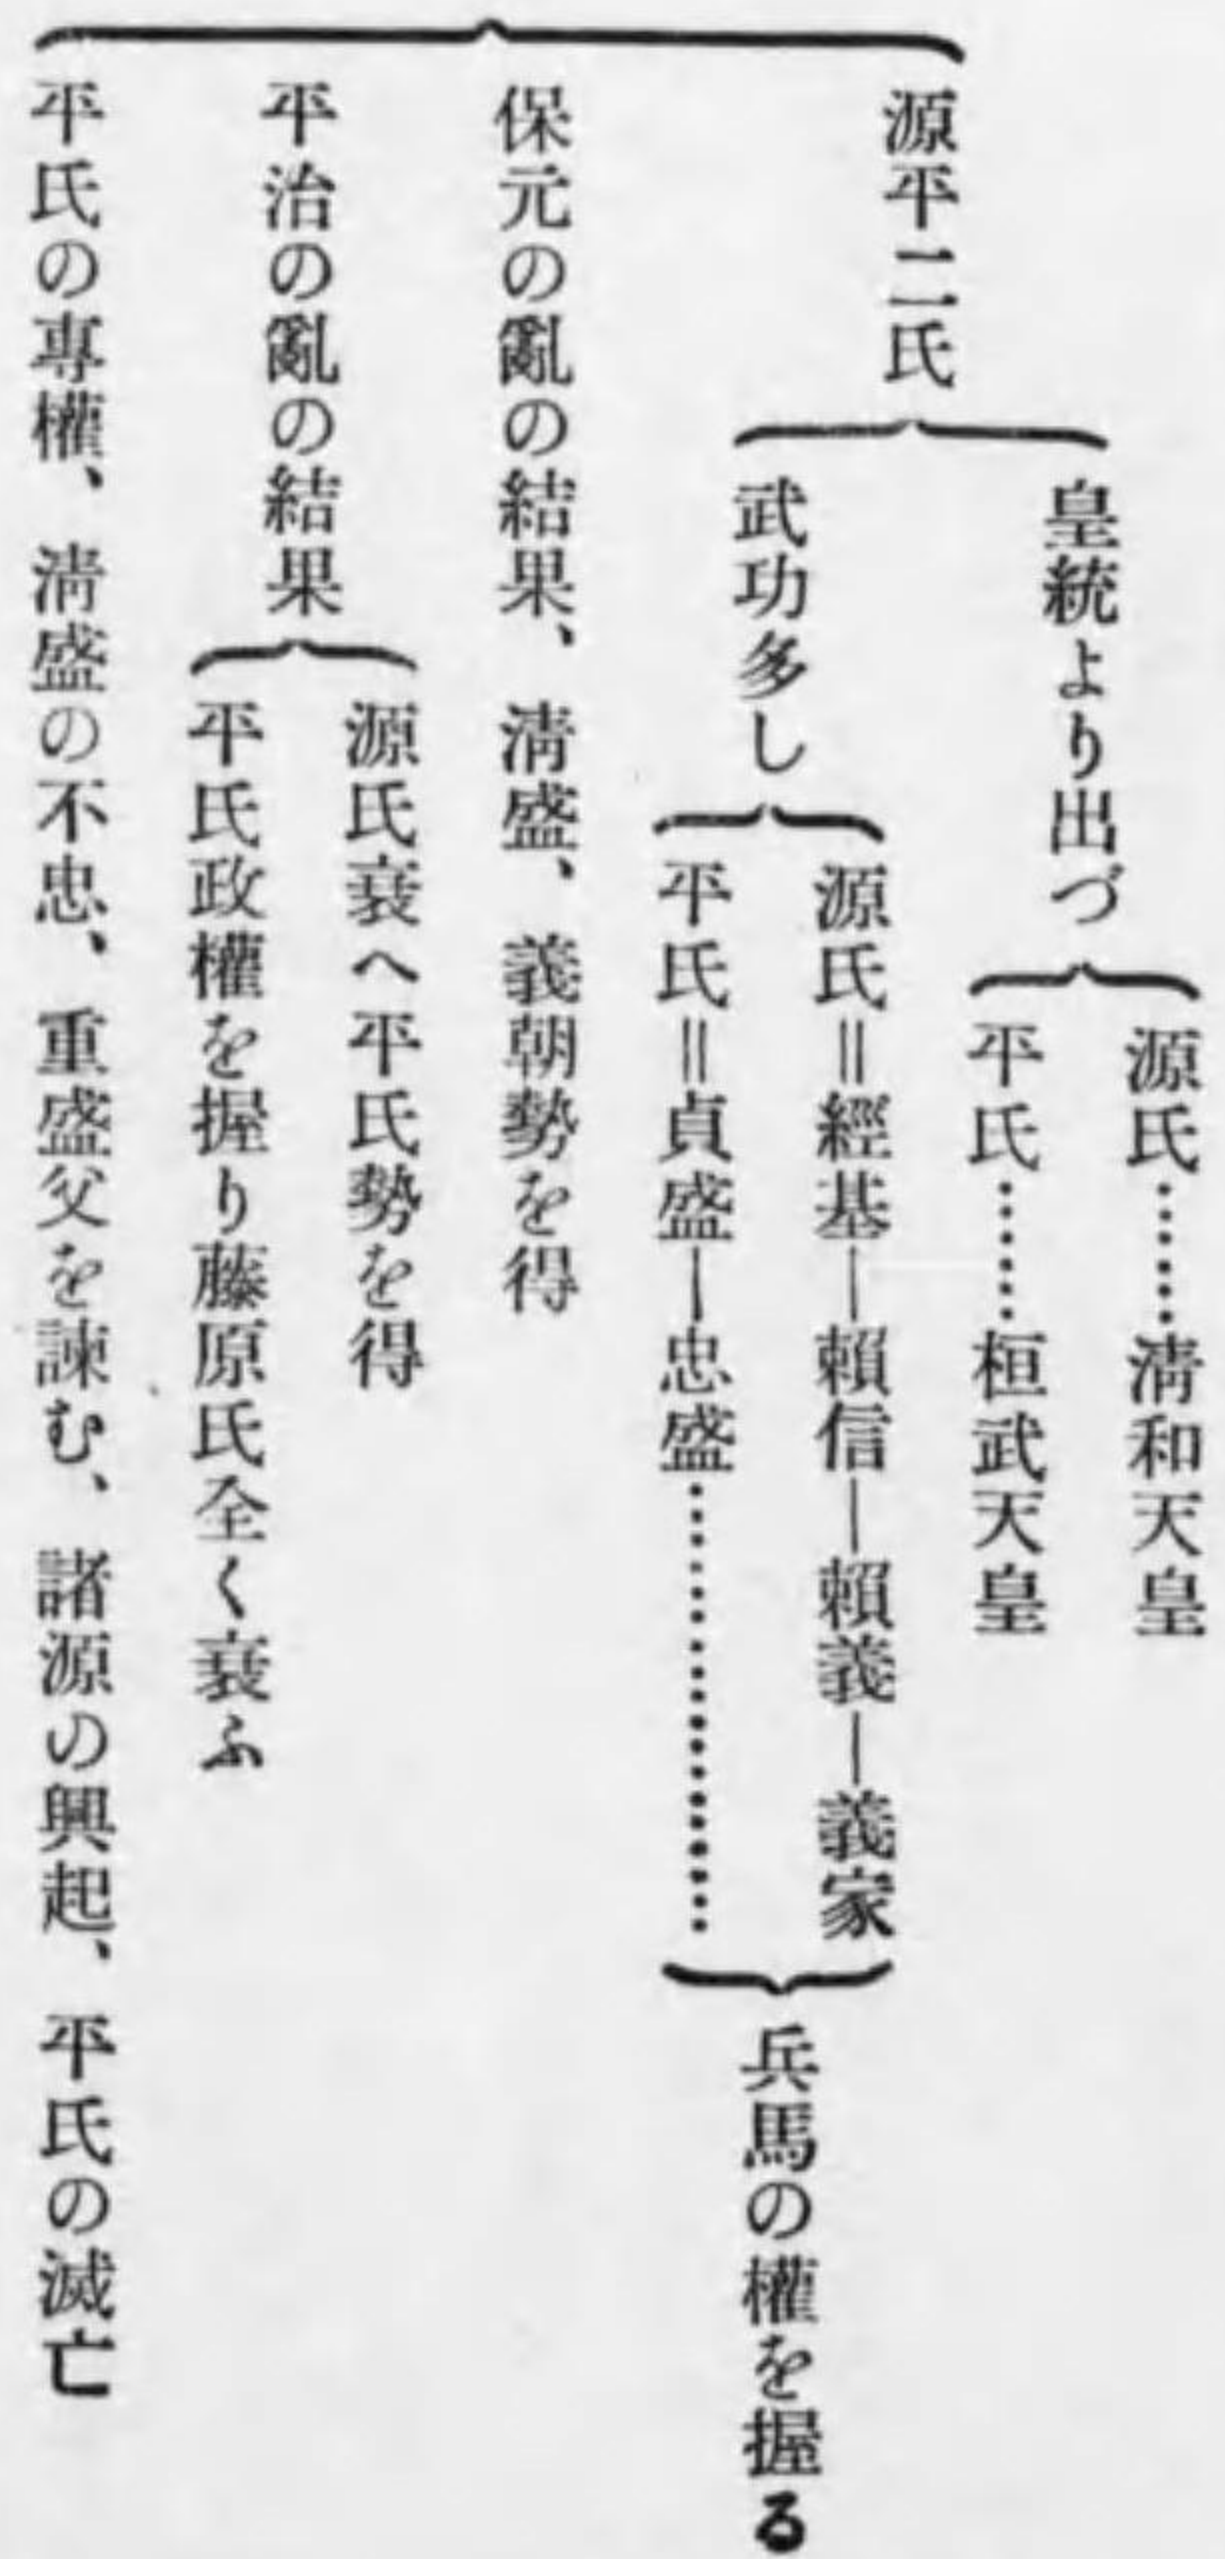 源平二氏
皇統より出づ
源氏……淸和天皇
平氏……桓武天皇
武功多し
源氏=經基―賴信―賴義―義家
平氏=貞盛―忠盛………………
兵馬の權を握る
保元の亂の結果、淸盛、義朝勢を得
平治の亂の結果
源氏衰へ平氏勢を得
平氏政權を握り藤原氏全く衰ふ
平氏の專權、淸盛の不忠、重盛父を諫む、諸源の興起、平氏の滅亡